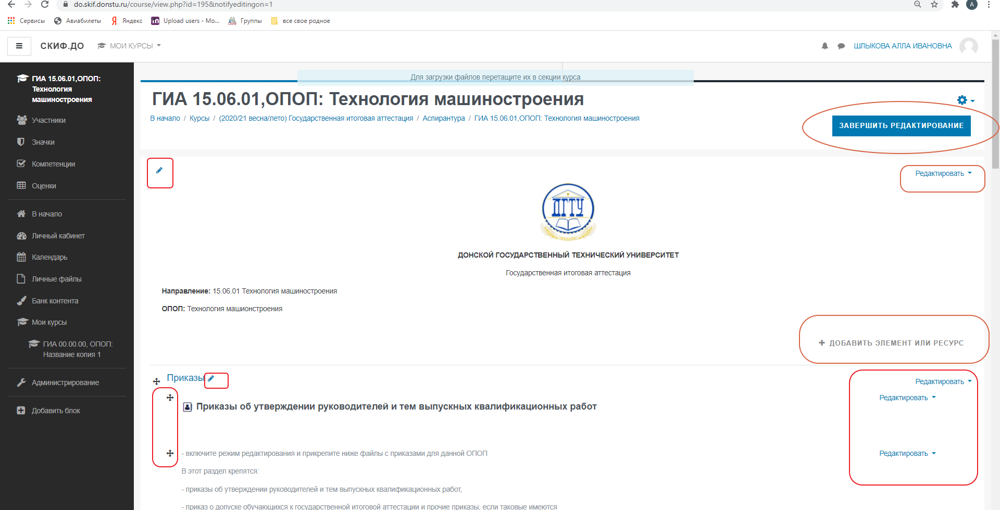 do.skif.donstu.ru/course/view.php?id=195&notifyeditingon=1
A
Сервисы Авиабилеты Яндекс Upload users - Mo... Группы все свое родное
СКИФ.ДО МОИ КУРСЫ ШЛЫКОВА АЛЛА ИВАНОВНА
ГИА 15.06.01,ОПОП:
Технология
машиностроения
Участники
Значки
Компетенции
Оценки
В начало
Личный кабинет
Календарь
Личные файлы
Банк контента
Мои курсы
ГИА 00.00.00, ОПОП:
Название копия 1
Администрирование
Добавить блок
Для загрузки файлов перетащите их в секции курса
ГИА 15.06.01,ОПОП: Технология машиностроения
В начало / Курсы / (2020/21 весна/лето) Государственная итоговая аттестация / Аспирантура / ГИА 15.06.01,ОПОП: Технология машиностроения
ЗАВЕРШИТЬ РЕДАКТИРОВАНИЕ
Редактировать
ДГТУ
ДОНСКОЙ ГОСУДАРСТВЕННЫЙ ТЕХНИЧЕСКИЙ УНИВЕРСИТЕТ
Государственная итоговая аттестация
Направление: 15.06.01 Технология машиностроения
ОПОП: Технология машионстроения
+ ДОБАВИТЬ ЭЛЕМЕНТ ИЛИ РЕСУРС
Приказы Редактировать
Редактировать
Приказы об утверждении руководителей и тем выпускных квалификационных работ
- включите режим редактирования и прикрепите ниже файлы с приказами для данной ОПОП Редактировать
В этот раздел крепятся:
- приказы об утверждении руководителей и тем выпускных квалификационных работ,
- приказ о допуске обучающихся к государственной итоговой аттестации и прочие приказы, если таковые имеются